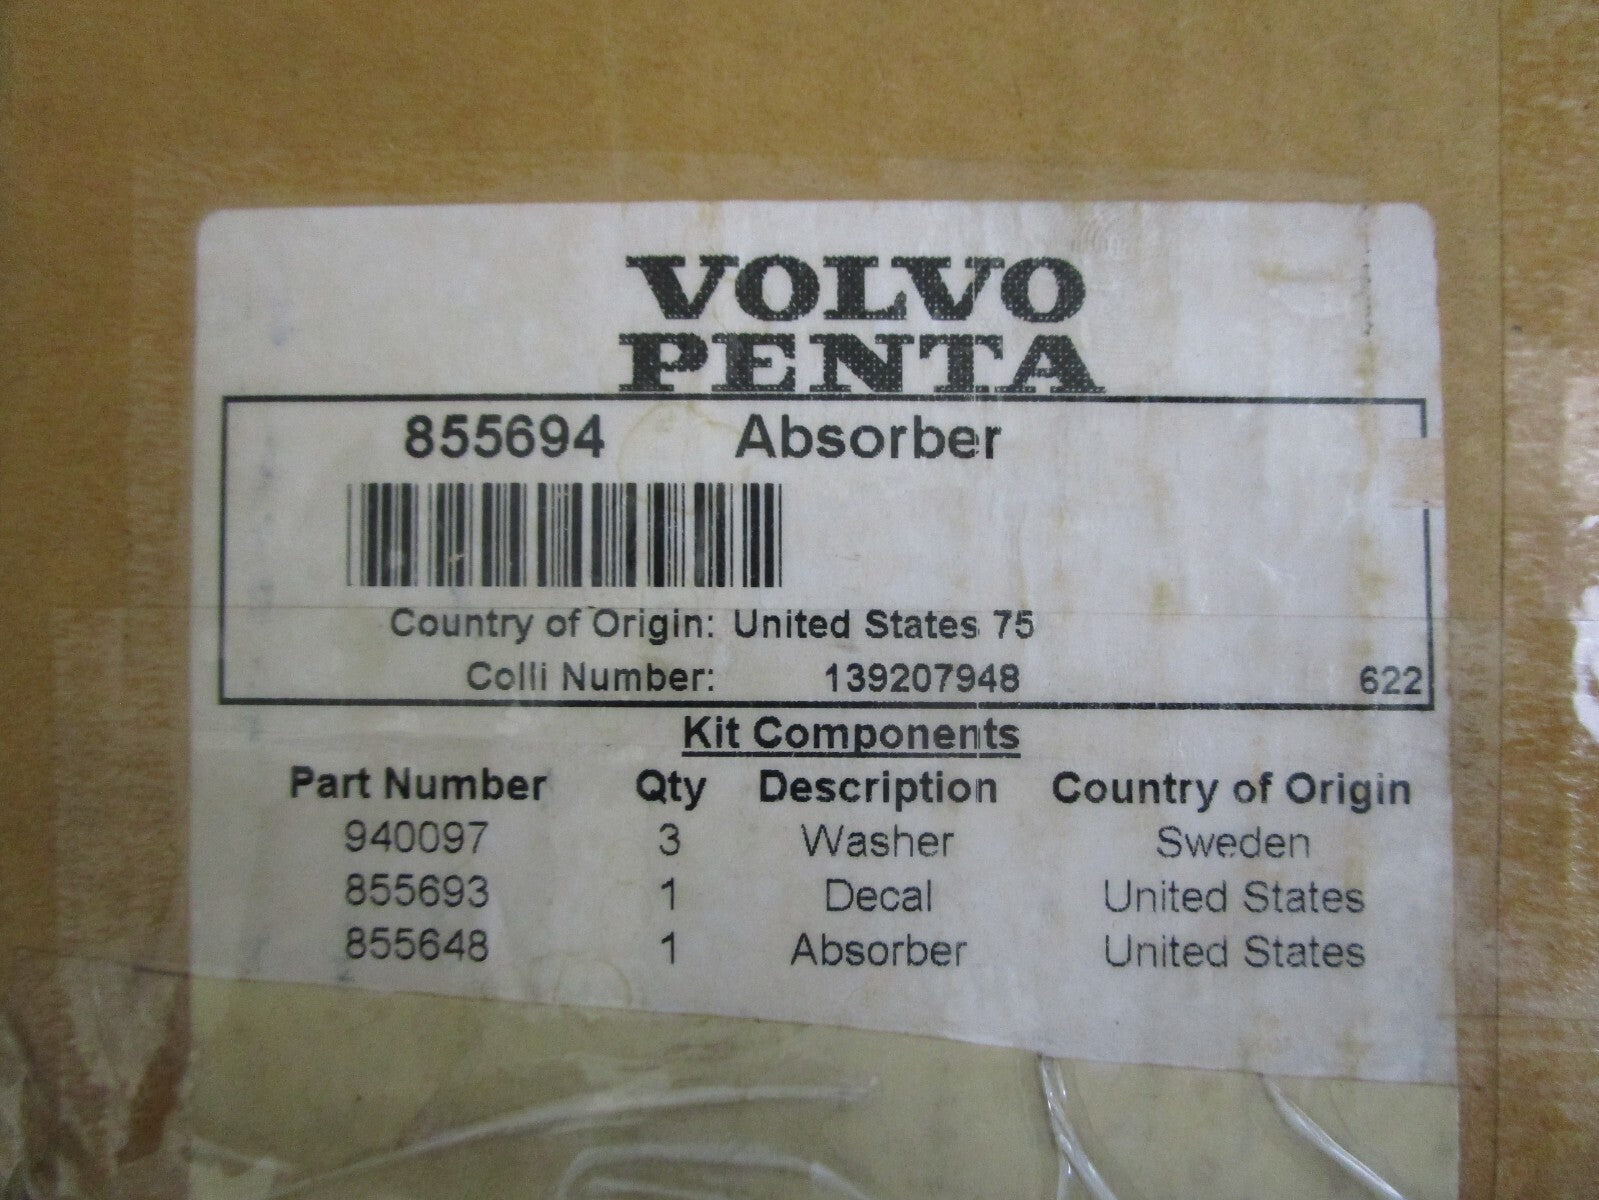 VOLVO
PENTA
855694 Absorber
Country of Origin: United States 75
Colli Number: 139207948 622
Kit Components
Part Number Qty Description Country of Origin
940097 3 Washer Sweden
855693 1 Decal United States
855648 1 Absorber United States